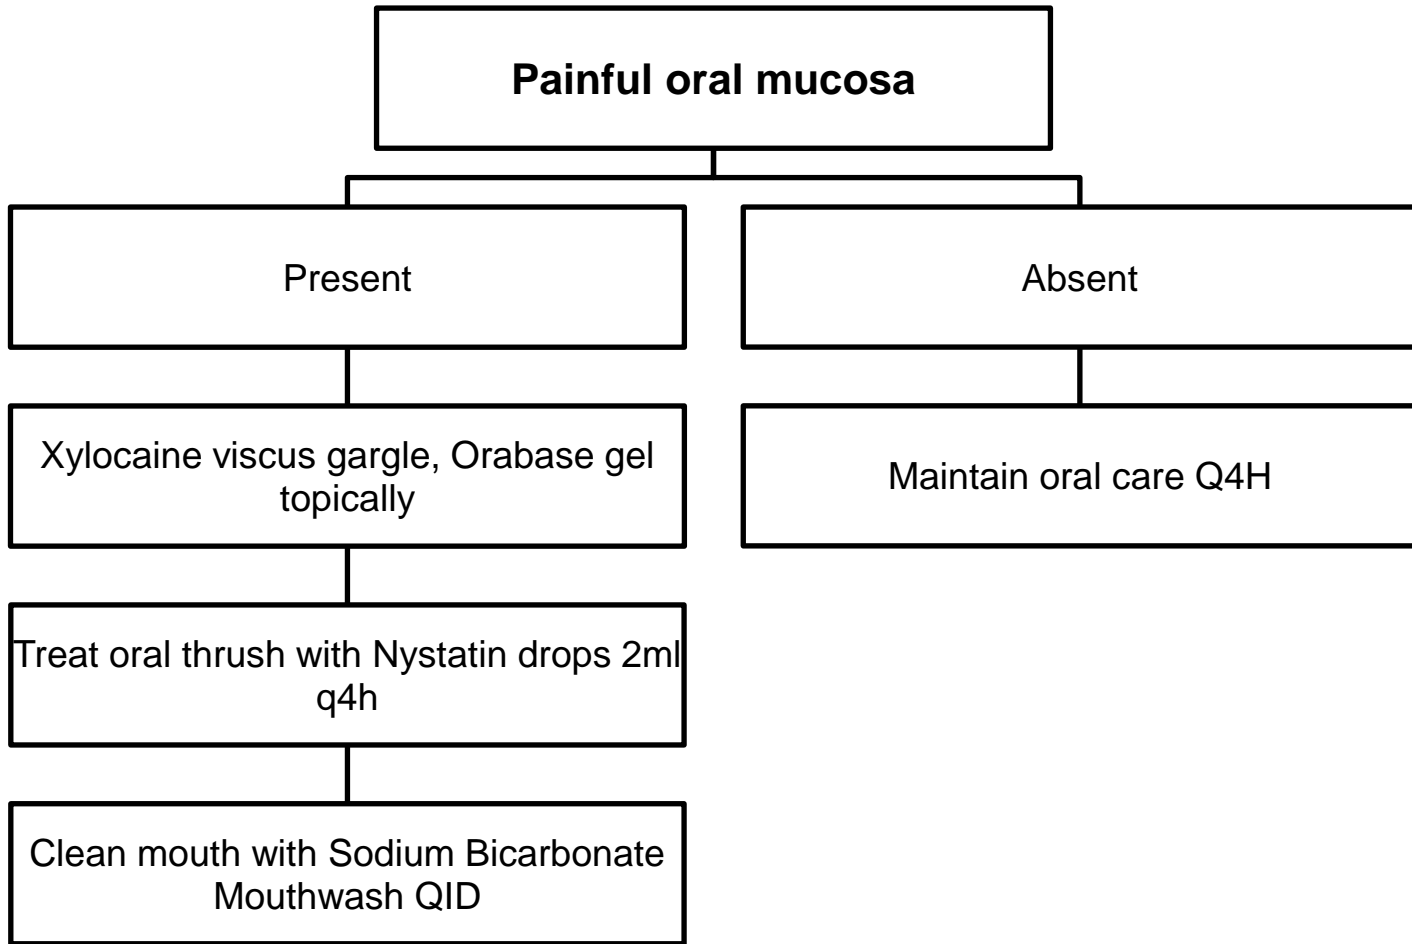 Painful oral mucosa
Present
Absent
Xylocaine viscus gargle, Orabase gel
topically
Maintain oral care Q4H
Treat oral thrush with Nystatin drops 2ml
q4h
Clean mouth with Sodium Bicarbonate
Mouthwash QID